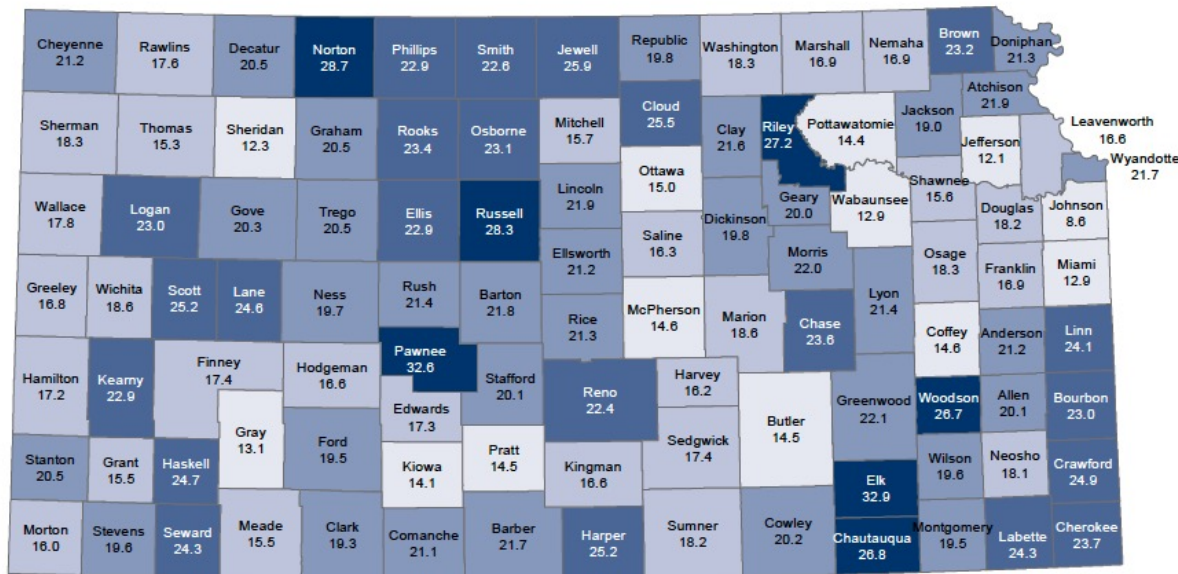 Cheyenne
21.2
Rawlins
17.6
Decatur
20.5
Norton
28.7
Phillips
22.9
Smith
22.6
Jewell
25.9
Republic
19.8
Washington
18.3
Marshall
16.9
Nemaha
16.9
Brown
23.2
Doniphan
21.3
Sherman
18.3
Thomas
15.3
Sheridan
12.3
Graham
20.5
Rooks
23.4
Osborne
23.1
Mitchell
15.7
Cloud
25.5
Clay
21.6
Riley
27.2
Pottawatomie
14.4
Jackson
19.0
Atchison
21.9
Jefferson
12.1
Leavenworth
16.6
Wyandotte
21.7
Wallace
17.8
Logan
23.0
Gove
20.3
Trego
20.5
Ellis
22.9
Russell
28.3
Lincoln
21.9
Ottawa
15.0
Dickinson
19.8
Geary
20.0
Wabaunsee
12.9
Shawnee
15.6
Douglas
18.2
Johnson
8.6
Ellsworth
21.2
Saline
16.3
Morris
22.0
Osage
18.3
Franklin
16.9
Miami
12.9
Greeley
16.8
Wichita
18.6
Scott
25.2
Lane
24.6
Ness
19.7
Rush
21.4
Barton
21.8
Rice
21.3
McPherson
14.6
Marion
18.6
Chase
23.6
Lyon
21.4
Coffey
14.6
Anderson
21.2
Linn
24.1
Hamilton
17.2
Kearny
22.9
Finney
17.4
Hodgeman
16.6
Pawnee
32.6
Stafford
20.1
Reno
22.4
Harvey
16.2
Butler
14.5
Greenwood
22.1
Woodson
26.7
Allen
20.1
Bourbon
23.0
Gray
13.1
Ford
19.5
Edwards
17.3
Kiowa
14.1
Pratt
14.5
Kingman
16.6
Sedgwick
17.4
Elk
32.9
Wilson
19.6
Neosho
18.1
Crawford
24.9
Stanton
20.5
Grant
15.5
Haskell
24.7
Morton
16.0
Stevens
19.6
Seward
24.3
Meade
15.5
Clark
19.3
Comanche
21.1
Barber
21.7
Harper
25.2
Sumner
18.2
Cowley
20.2
Chautauqua
26.8
Montgomery
19.5
Labette
24.3
Cherokee
23.7